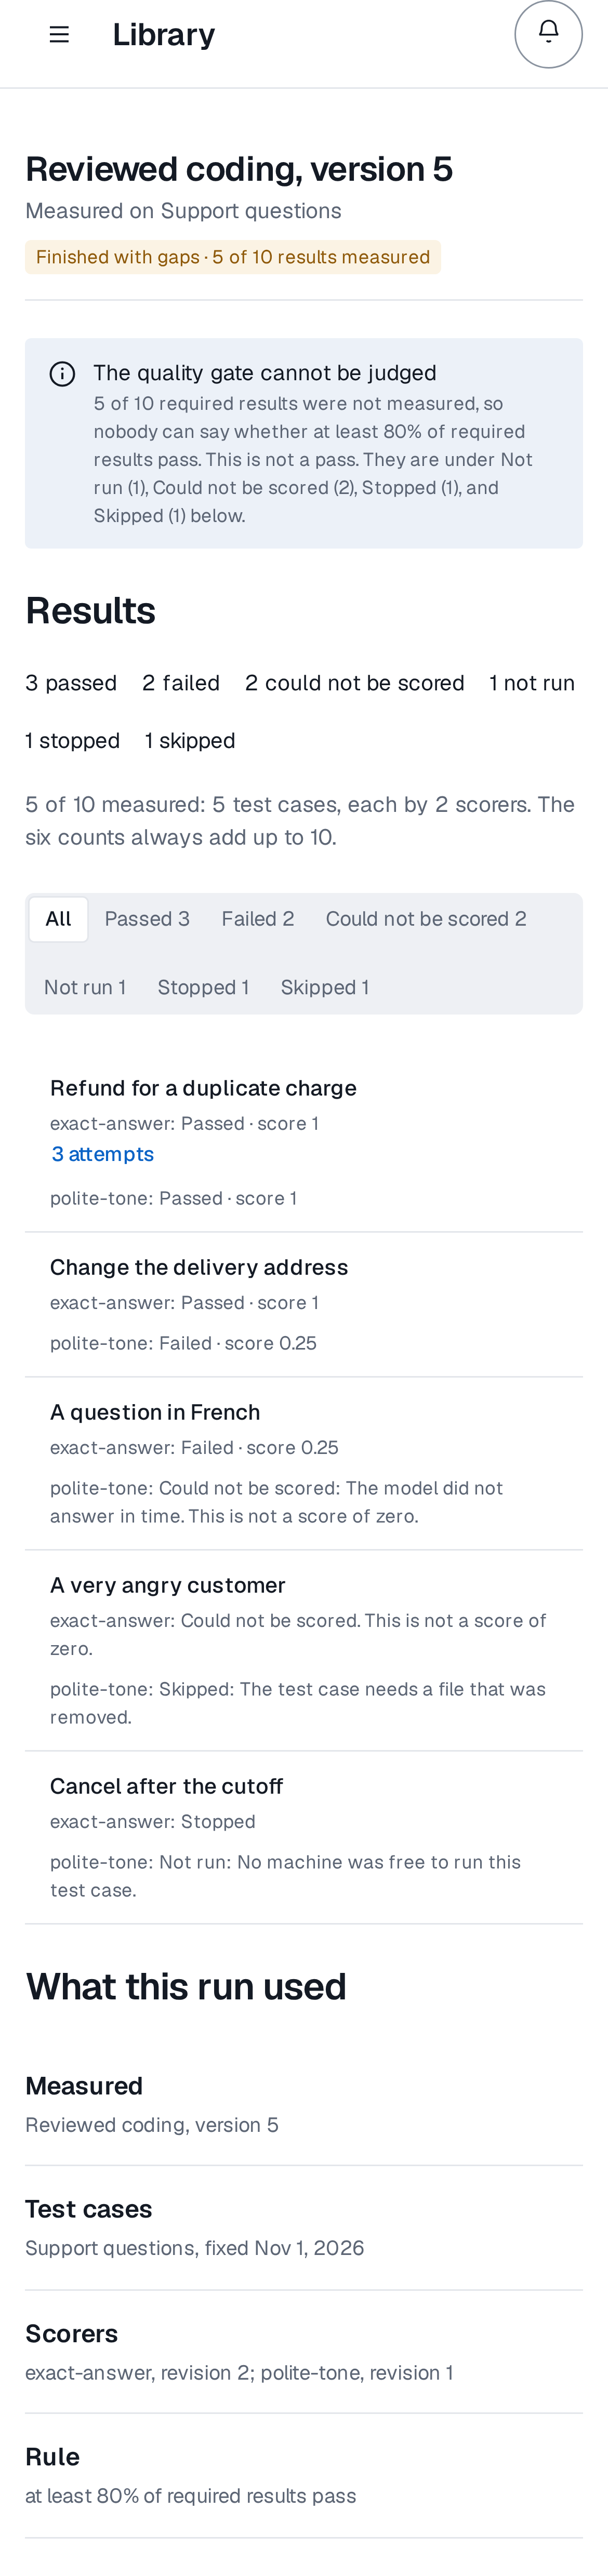 Library
Reviewed coding, version 5
Measured on Support questions
Finished with gaps · 5 of 10 results measured
The quality gate cannot be judged
5 of 10 required results were not measured, so
nobody can say whether at least 80% of required
results pass. This is not a pass. They are under Not
run (1), Could not be scored (2), Stopped (1), and
Skipped (1) below.
Results
3 passed 2 failed 2 could not be scored 1 not run
1 stopped 1 skipped
5 of 10 measured: 5 test cases, each by 2 scorers. The
six counts always add up to 10.
All Passed 3 Failed 2 Could not be scored 2
Not run 1 Stopped 1 Skipped 1
Refund for a duplicate charge
exact-answer: Passed · score 1
3 attempts
polite-tone: Passed · score 1
Change the delivery address
exact-answer: Passed · score 1
polite-tone: Failed · score 0.25
A question in French
exact-answer: Failed · score 0.25
polite-tone: Could not be scored: The model did not
answer in time. This is not a score of zero.
A very angry customer
exact-answer: Could not be scored. This is not a score of
zero.
polite-tone: Skipped: The test case needs a file that was
removed.
Cancel after the cutoff
exact-answer: Stopped
polite-tone: Not run: No machine was free to run this
test case.
What this run used
Measured
Reviewed coding, version 5
Test cases
Support questions, fixed Nov 1, 2026
Scorers
exact-answer, revision 2; polite-tone, revision 1
Rule
at least 80% of required results pass